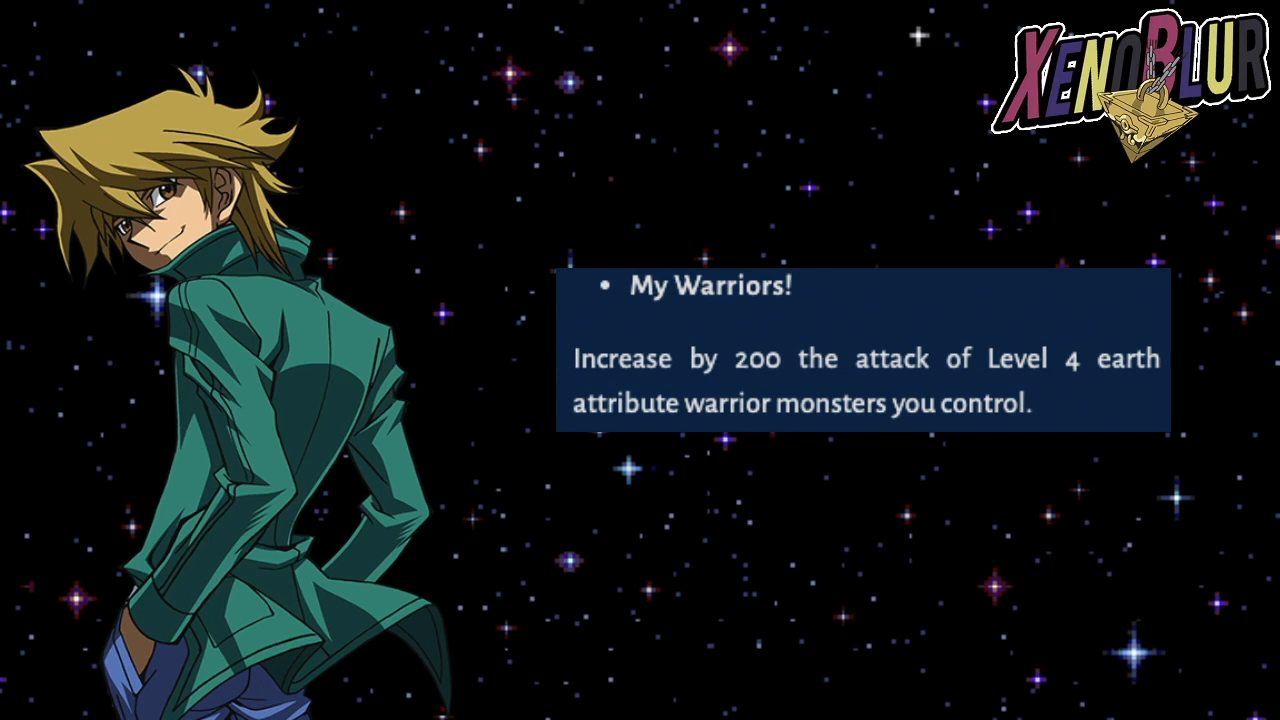 XENOBLUR
• My Warriors!
Increase by 200 the attack of Level 4 earth
attribute warrior monsters you control.